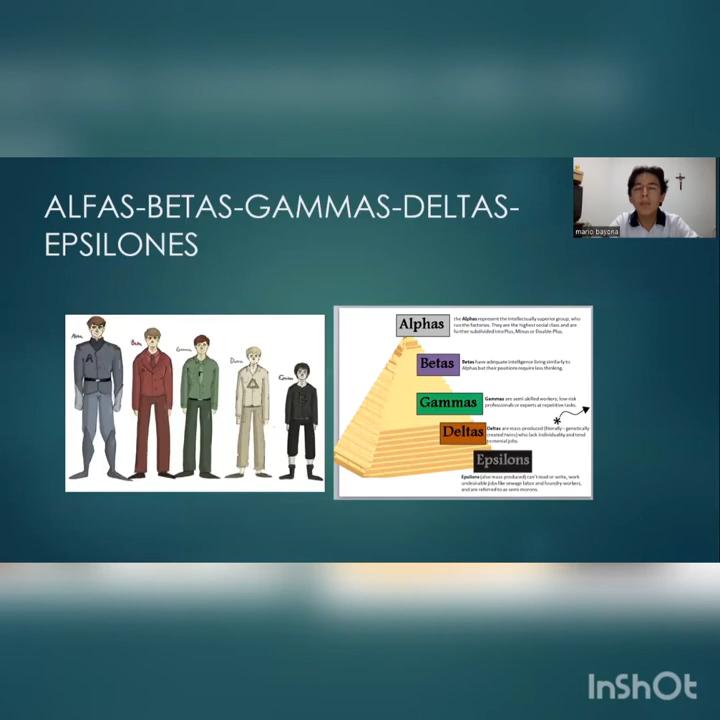 ALFAS-BETAS-GAMMAS-DELTAS-
EPSILONES
mario bayona
Alpha
Beta
Gamma
Delta
Epsilon
Alphas
the Alphas represent the intellectually superior group, who
run the factories. They are the highest social class and are
further subdivided into Plus, Minus or Double-Plus.
Betas
Betas have adequate intelligence living similarly to
Alphas but their positions require less thinking.
Gammas
Gammas are semi skilled workers, low-risk
professionals or experts at repetitive tasks.
Deltas
Deltas are mass-produced (literally - genetically
created twins) who lack individuality and tend
to menial jobs.
Epsilons
Epsilons (also mass produced) can't read or write, work
undesirable jobs like sewage labor and foundry workers,
and are referred to as semi morons.
InShOt